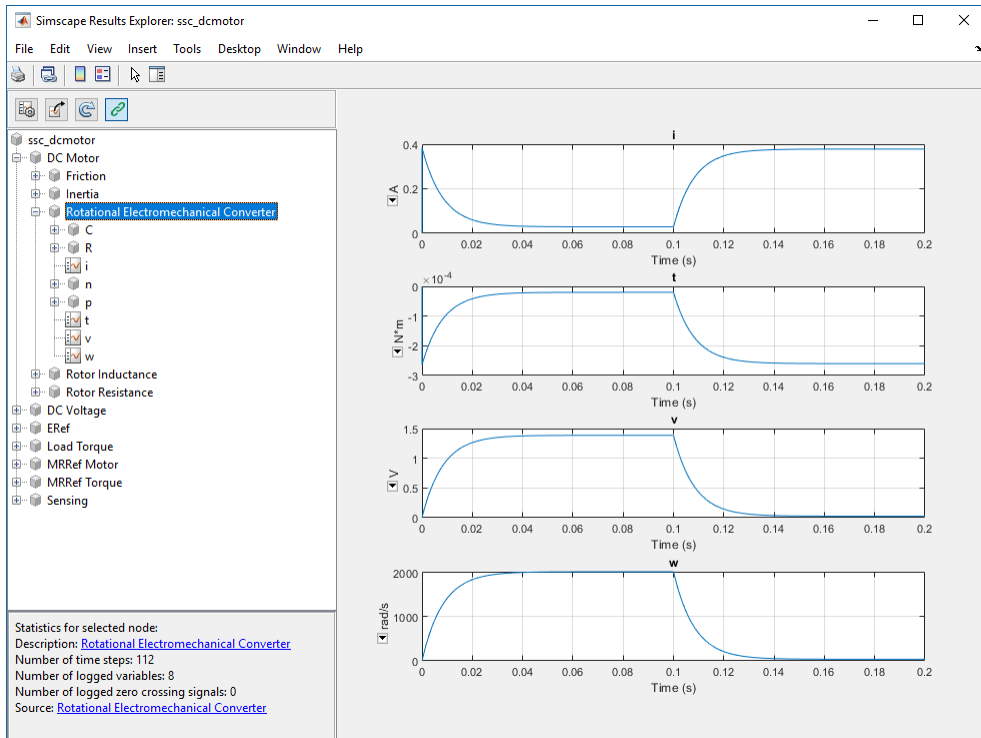 Simscape Results Explorer: ssc_dcmotor
File Edit View Insert Tools Desktop Window Help
ssc_dcmotor
DC Motor
Friction
Inertia
Rotational Electromechanical Converter
C
R
i
n
p
t
v
w
Rotor Inductance
Rotor Resistance
DC Voltage
ERef
Load Torque
MRRef Motor
MRRef Torque
Sensing
Statistics for selected node:
Description: Rotational Electromechanical Converter
Number of time steps: 112
Number of logged variables: 8
Number of logged zero crossing signals: 0
Source: Rotational Electromechanical Converter
i
0.4
0.2
0
A
0 0.02 0.04 0.06 0.08 0.1 0.12 0.14 0.16 0.18 0.2
Time (s)
t
×10⁻⁴
0
-1
-2
-3
N*m
0 0.02 0.04 0.06 0.08 0.1 0.12 0.14 0.16 0.18 0.2
Time (s)
v
1.5
1
0.5
0
V
0 0.02 0.04 0.06 0.08 0.1 0.12 0.14 0.16 0.18 0.2
Time (s)
w
2000
1000
0
rad/s
0 0.02 0.04 0.06 0.08 0.1 0.12 0.14 0.16 0.18 0.2
Time (s)